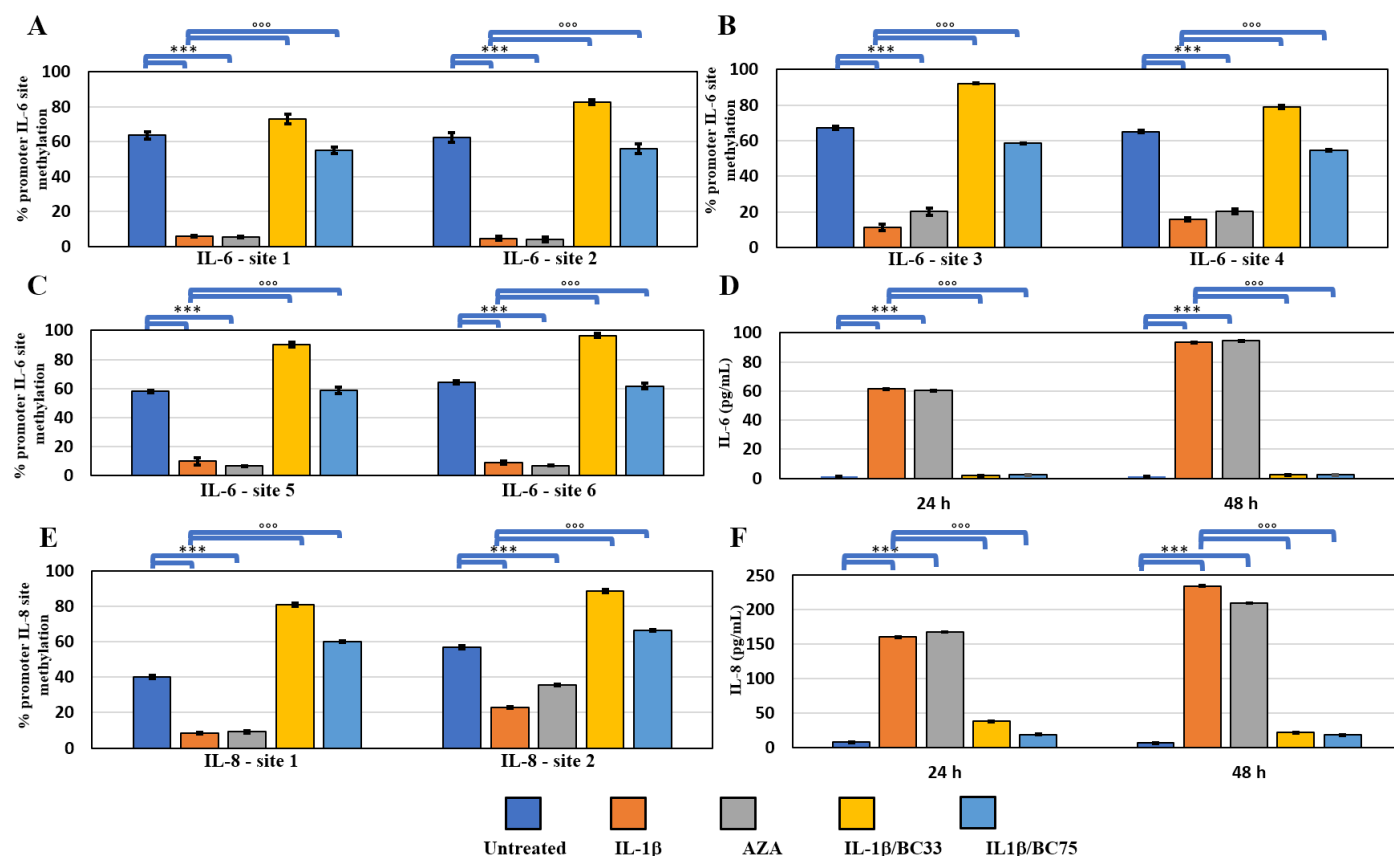 A
°°°
°°°
***
***
% promoter IL-6 site
methylation
100
80
60
40
20
0
IL-6 - site 1
IL-6 - site 2
B
°°°
°°°
***
***
% promoter IL-6 site
methylation
100
80
60
40
20
0
IL-6 - site 3
IL-6 - site 4
C
°°°
°°°
***
***
% promoter IL-6 site
methylation
100
80
60
40
20
0
IL-6 - site 5
IL-6 - site 6
D
°°°
°°°
***
***
IL-6 (pg/mL)
100
80
60
40
20
0
24 h
48 h
E
°°°
°°°
***
***
% promoter IL-8 site
methylation
100
80
60
40
20
0
IL-8 - site 1
IL-8 - site 2
F
°°°
°°°
***
***
IL-8 (pg/mL)
250
200
150
100
50
0
24 h
48 h
Untreated
IL-1β
AZA
IL-1β/BC33
IL1β/BC75